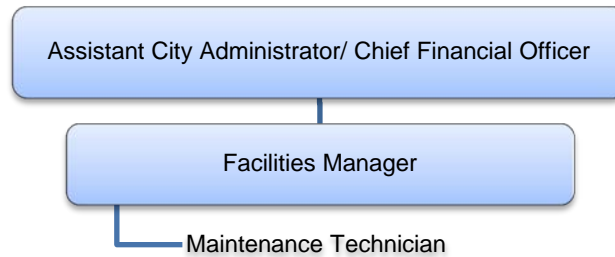 Assistant City Administrator/ Chief Financial Officer
Facilities Manager
Maintenance Technician